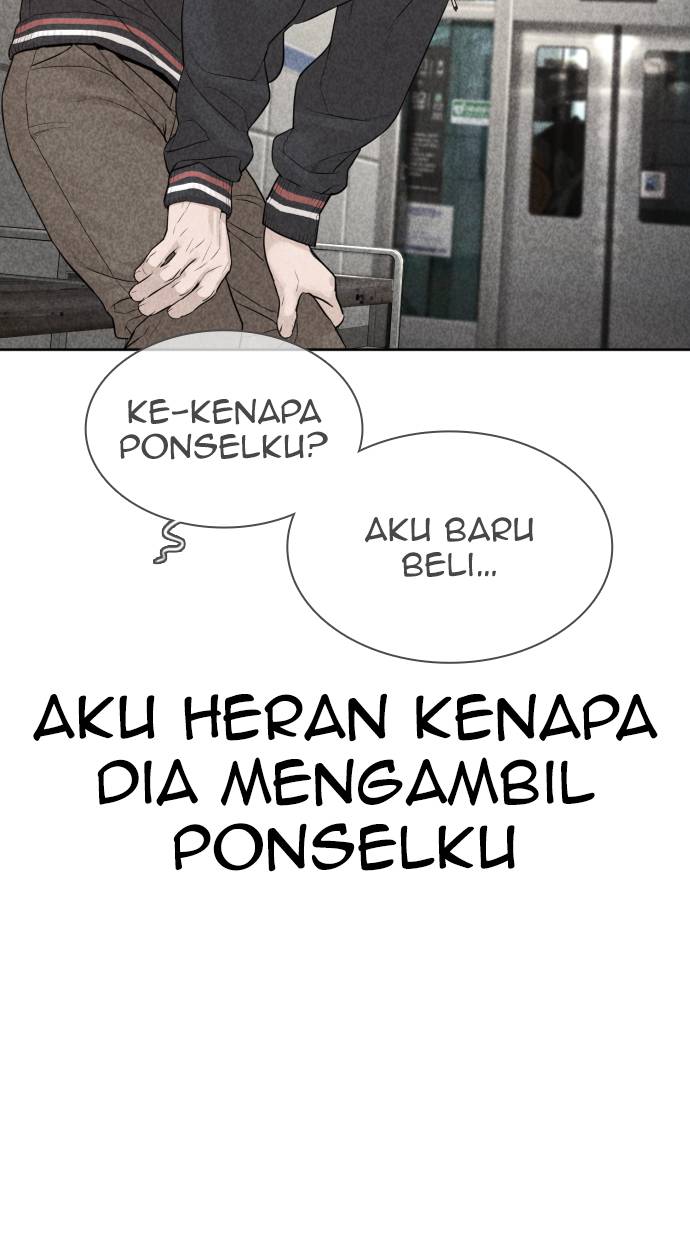 KE-KENAPA
PONSELKU?
AKU BARU
BELI...
AKU HERAN KENAPA
DIA MENGAMBIL
PONSELKU